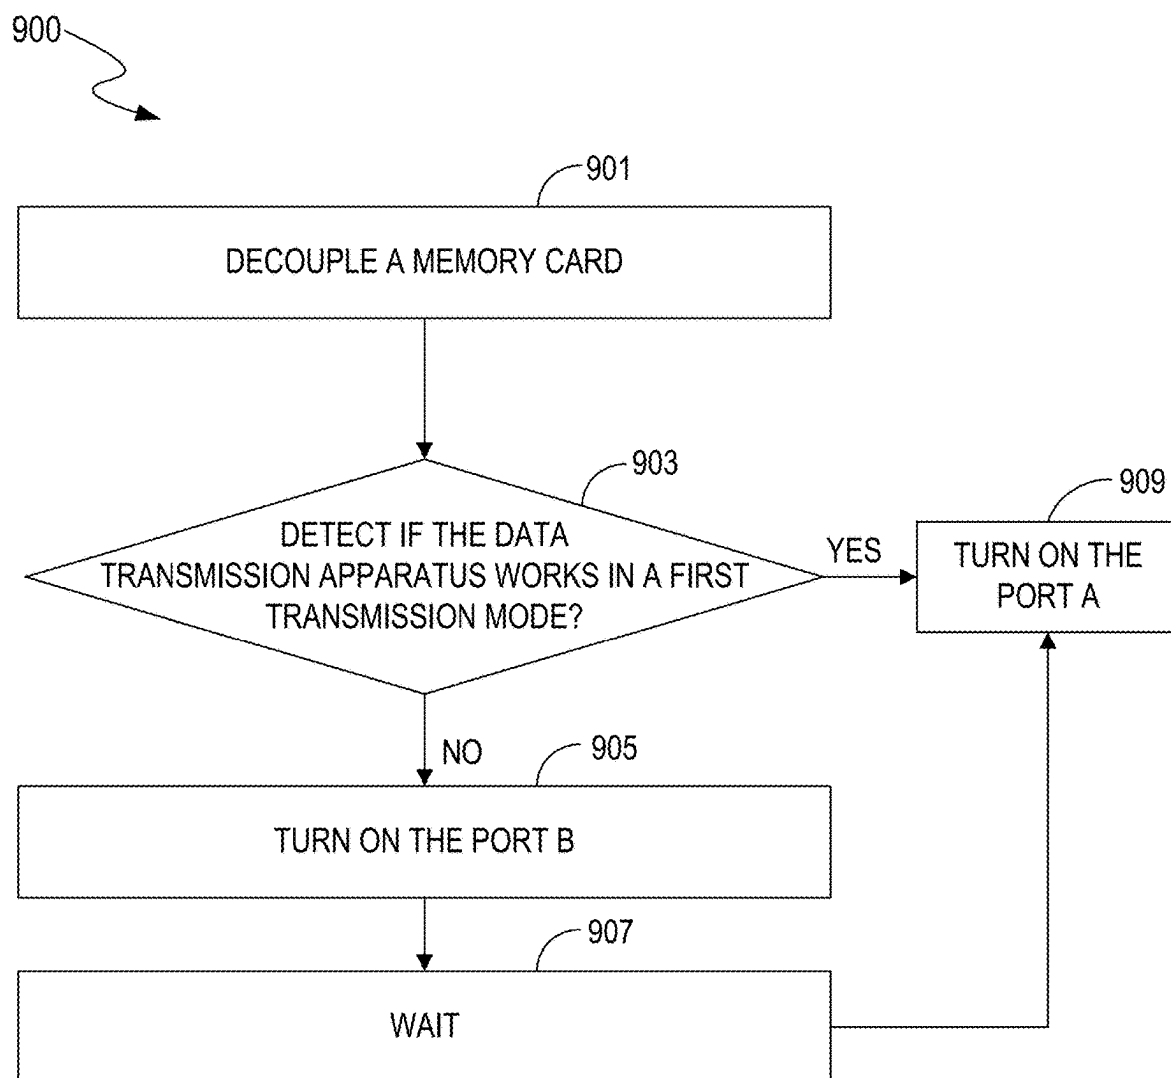 900
901
DECOUPLE A MEMORY CARD
903
DETECT IF THE DATA
TRANSMISSION APPARATUS WORKS IN A FIRST
TRANSMISSION MODE?
YES
909
TURN ON THE
PORT A
NO
905
TURN ON THE PORT B
907
WAIT